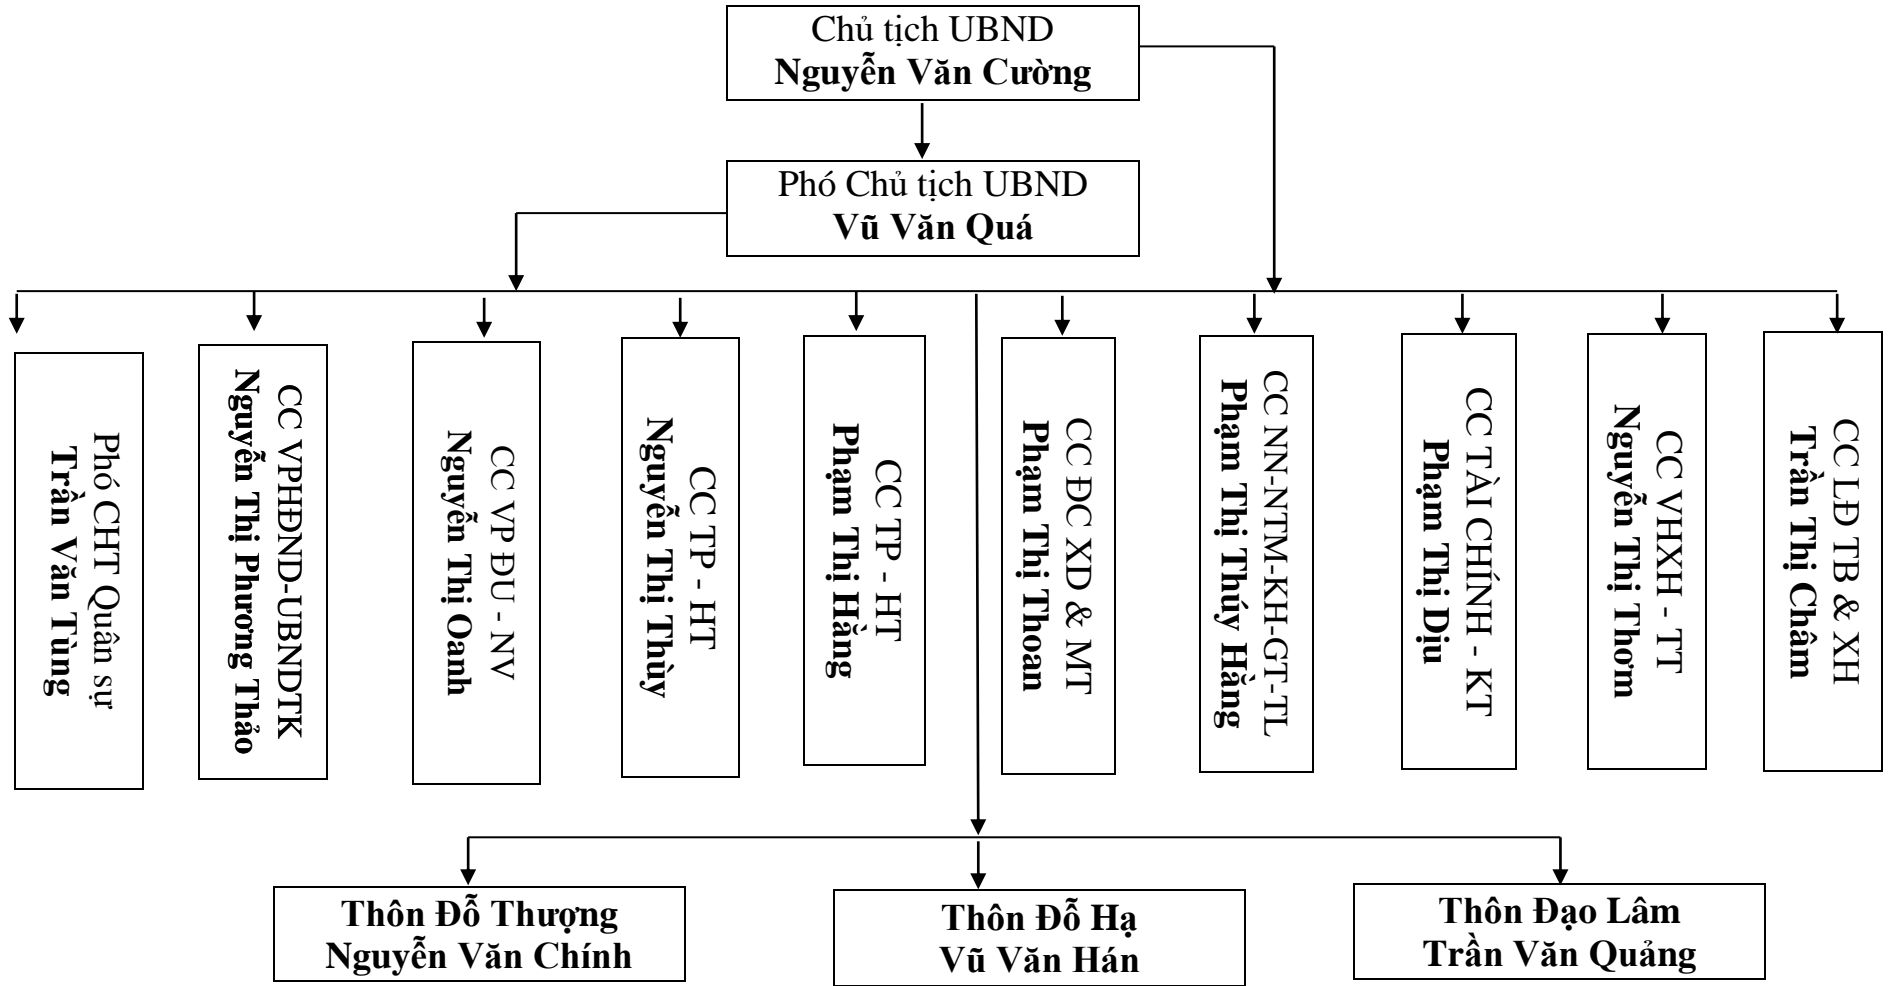 Chủ tịch UBND
Nguyễn Văn Cường
Phó Chủ tịch UBND
Vũ Văn Quá
Phó CHT Quân sự
Trần Văn Tùng
CC VPHĐND-UBNDTK
Nguyễn Thị Phương Thảo
CC VP ĐU - NV
Nguyễn Thị Oanh
CC TP - HT
Nguyễn Thị Thùy
CC TP - HT
Phạm Thị Hằng
CC ĐC XD & MT
Phạm Thị Thoan
CC NN-NTM-KH-GT-TL
Phạm Thị Thúy Hằng
CC TÀI CHÍNH - KT
Phạm Thị Dịu
CC VHXH - TT
Nguyễn Thị Thơm
CC LĐ TB & XH
Trần Thị Châm
Thôn Đỗ Thượng
Nguyễn Văn Chính
Thôn Đỗ Hạ
Vũ Văn Hán
Thôn Đạo Lâm
Trần Văn Quảng